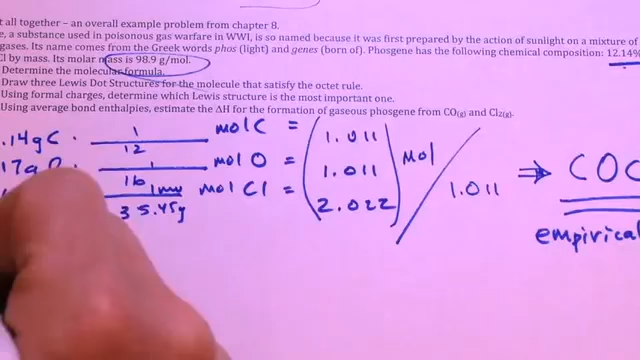 t all together – an overall example problem from chapter 8.
e, a substance used in poisonous gas warfare in WWI, is so named because it was first prepared by the action of sunlight on a mixture of
gases. Its name comes from the Greek words phos (light) and genes (born of). Phosgene has the following chemical composition: 12.14%
Cl by mass. Its molar mass is 98.9 g/mol.
Determine the molecular formula.
Draw three Lewis Dot Structures for the molecule that satisfy the octet rule.
Using formal charges, determine which Lewis structure is the most important one.
Using average bond enthalpies, estimate the ΔH for the formation of gaseous phosgene from CO(g) and Cl2(g).
.14gC · 1 / 12 mol C = 1.011
17g O · 1 / 16 mol O = 1.011 mol / 1.011 ⇒ COC
1 mol / 35.45g mol Cl = 2.022
empirical